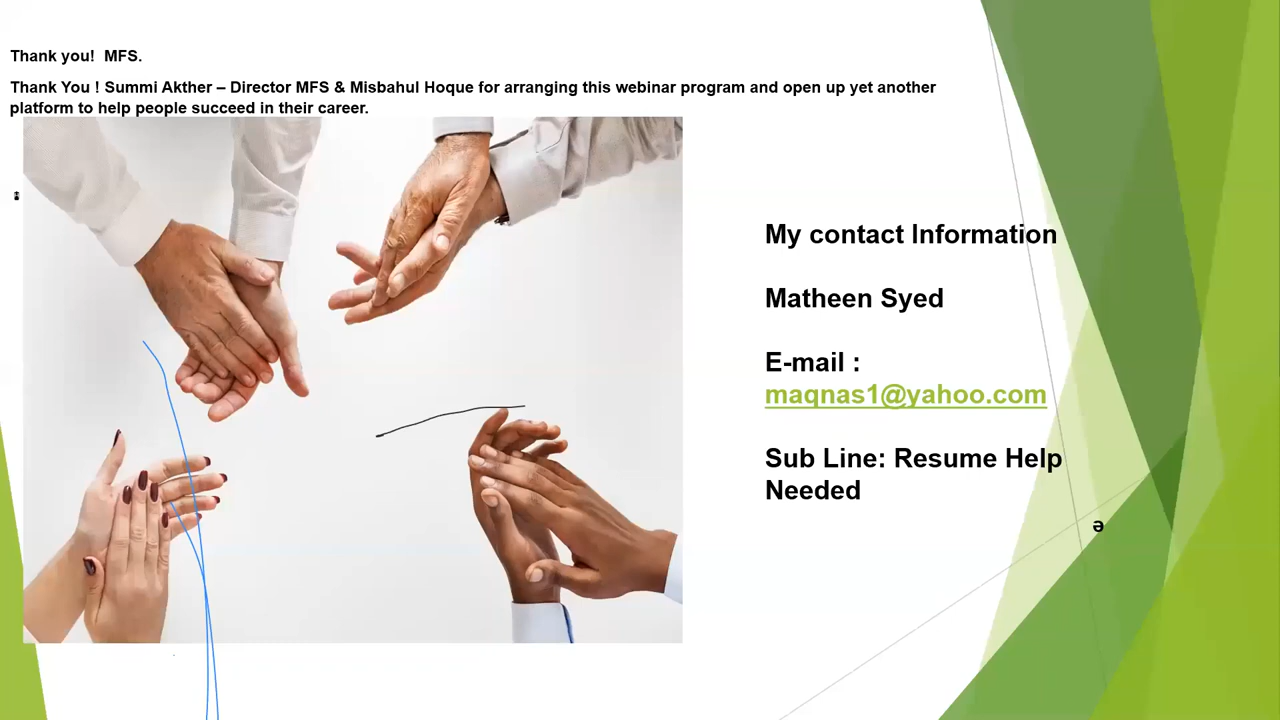 Thank you!  MFS.
Thank You ! Summi Akther – Director MFS & Misbahul Hoque for arranging this webinar program and open up yet another
platform to help people succeed in their career.
My contact Information
Matheen Syed
E-mail :
maqnas1@yahoo.com
Sub Line: Resume Help
Needed
ə